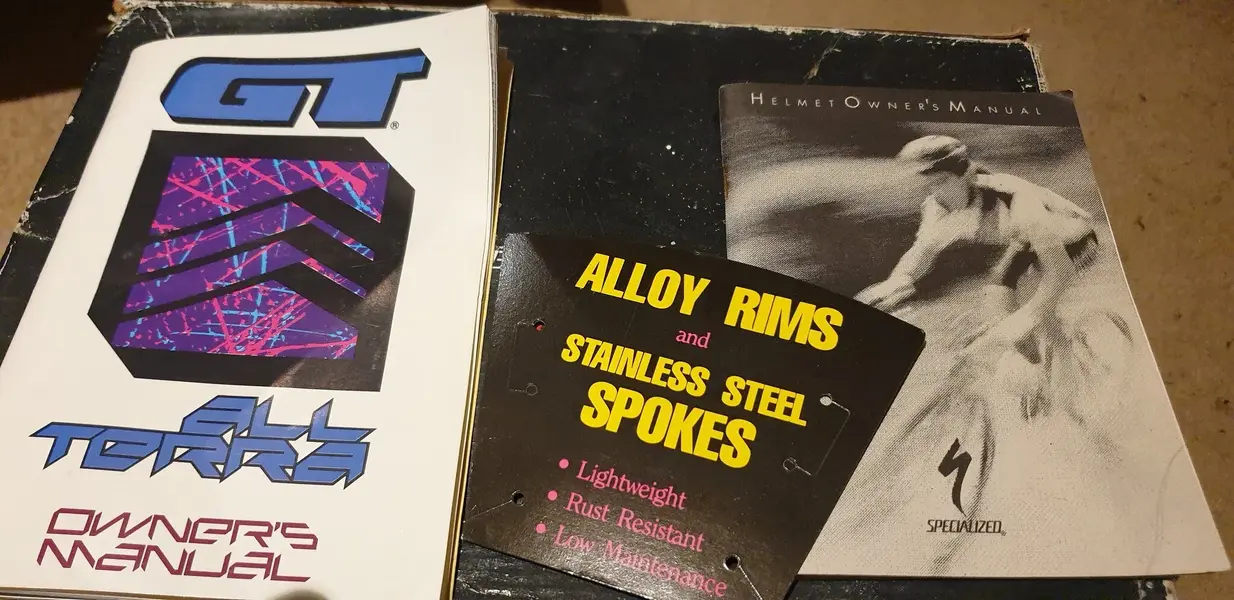 GT®
ALL
TERRA
OWNER'S
MANUAL
ALLOY RIMS
and
STAINLESS STEEL
SPOKES
• Lightweight
• Rust Resistant
• Low Maintenance
HELMET OWNER'S MANUAL
SPECIALIZED®